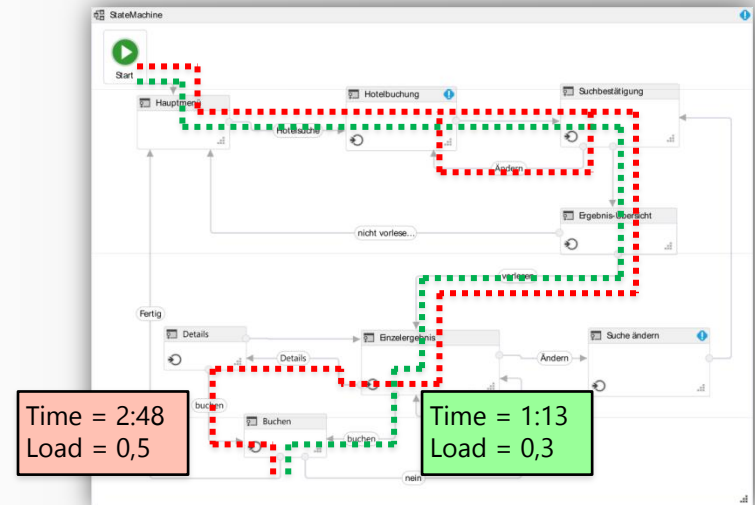 StateMachine
Start
Hauptmenü
Hotelbuchung
Suchbestätigung
Hotelsuche
Ändern
Ergebnis-Übersicht
nicht vorlese...
vorlesen
Fertig
Details
Einzelergebnis
Suche ändern
Details
Ändern
buchen
Buchen
buchen
nein
Time = 2:48
Load = 0,5
Time = 1:13
Load = 0,3